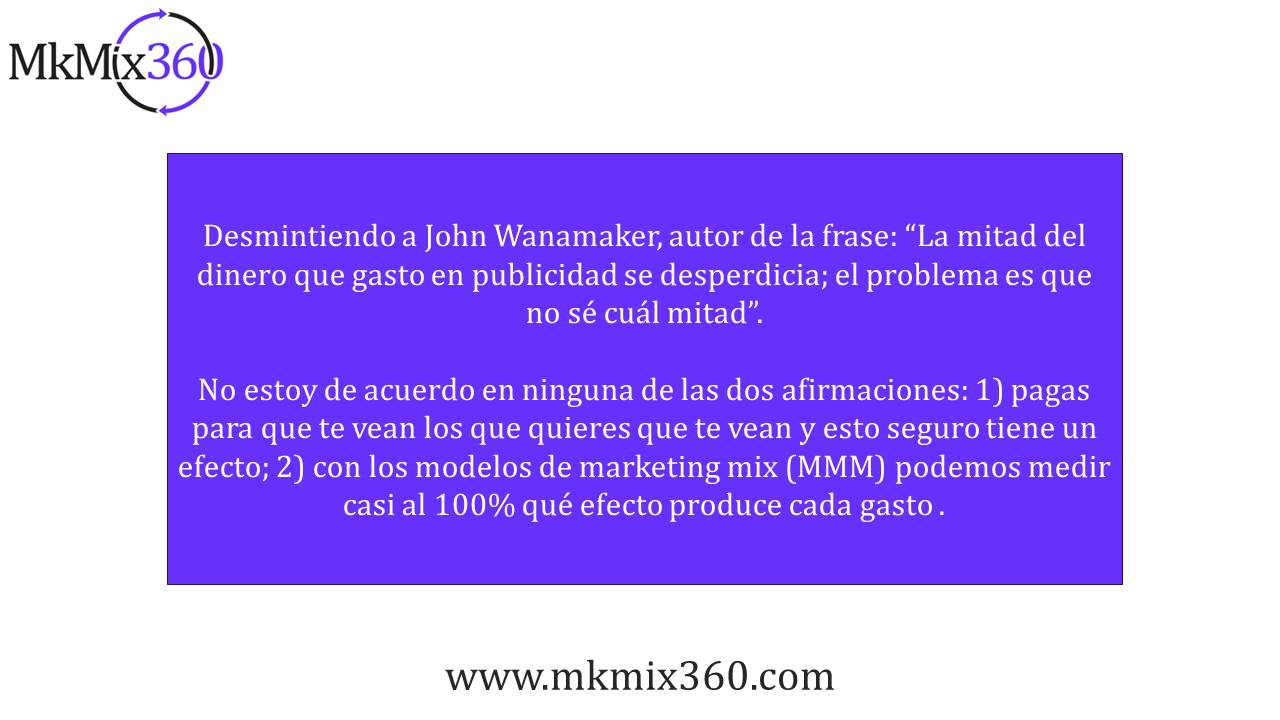 MkMix360
Desmintiendo a John Wanamaker, autor de la frase: “La mitad del
dinero que gasto en publicidad se desperdicia; el problema es que
no sé cuál mitad”.
No estoy de acuerdo en ninguna de las dos afirmaciones: 1) pagas
para que te vean los que quieres que te vean y esto seguro tiene un
efecto; 2) con los modelos de marketing mix (MMM) podemos medir
casi al 100% qué efecto produce cada gasto .
www.mkmix360.com